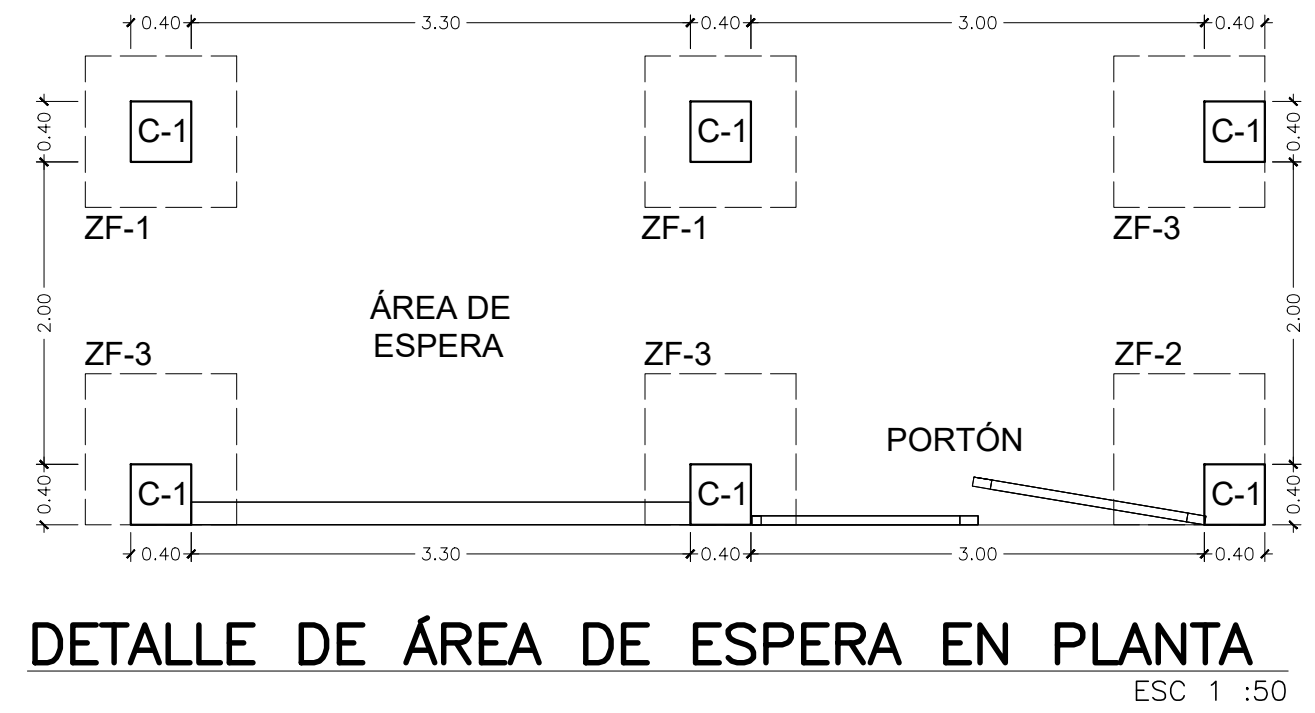 0.40 3.30 0.40 3.00 0.40
0.40 C-1 C-1 C-1 0.40
ZF-1 ZF-1 ZF-3
2.00 2.00
ÁREA DE
ESPERA
ZF-3 ZF-3 ZF-2
PORTÓN
0.40 C-1 C-1 C-1 0.40
0.40 3.30 0.40 3.00 0.40
DETALLE DE ÁREA DE ESPERA EN PLANTA
ESC 1 :50